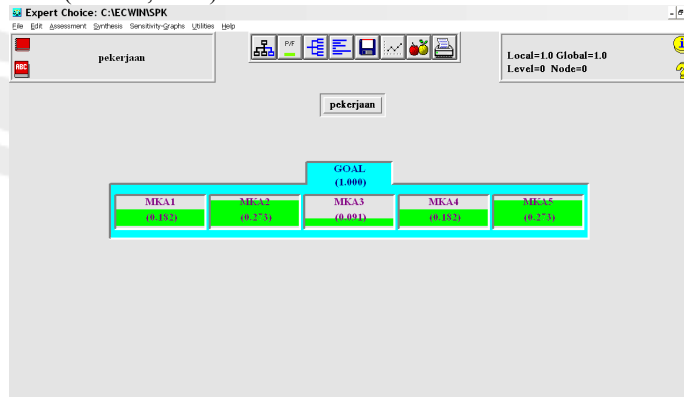 Expert Choice: C:\ECWIN\SPK
File Edit Assessment Synthesis Sensitivity-Graphs Utilities Help
pekerjaan
ABC
P/F
Local=1.0 Global=1.0
Level=0 Node=0
pekerjaan
GOAL
(1.000)
MKA1 MKA2 MKA3 MKA4 MKA5
(0.182) (0.273) (0.091) (0.182) (0.273)